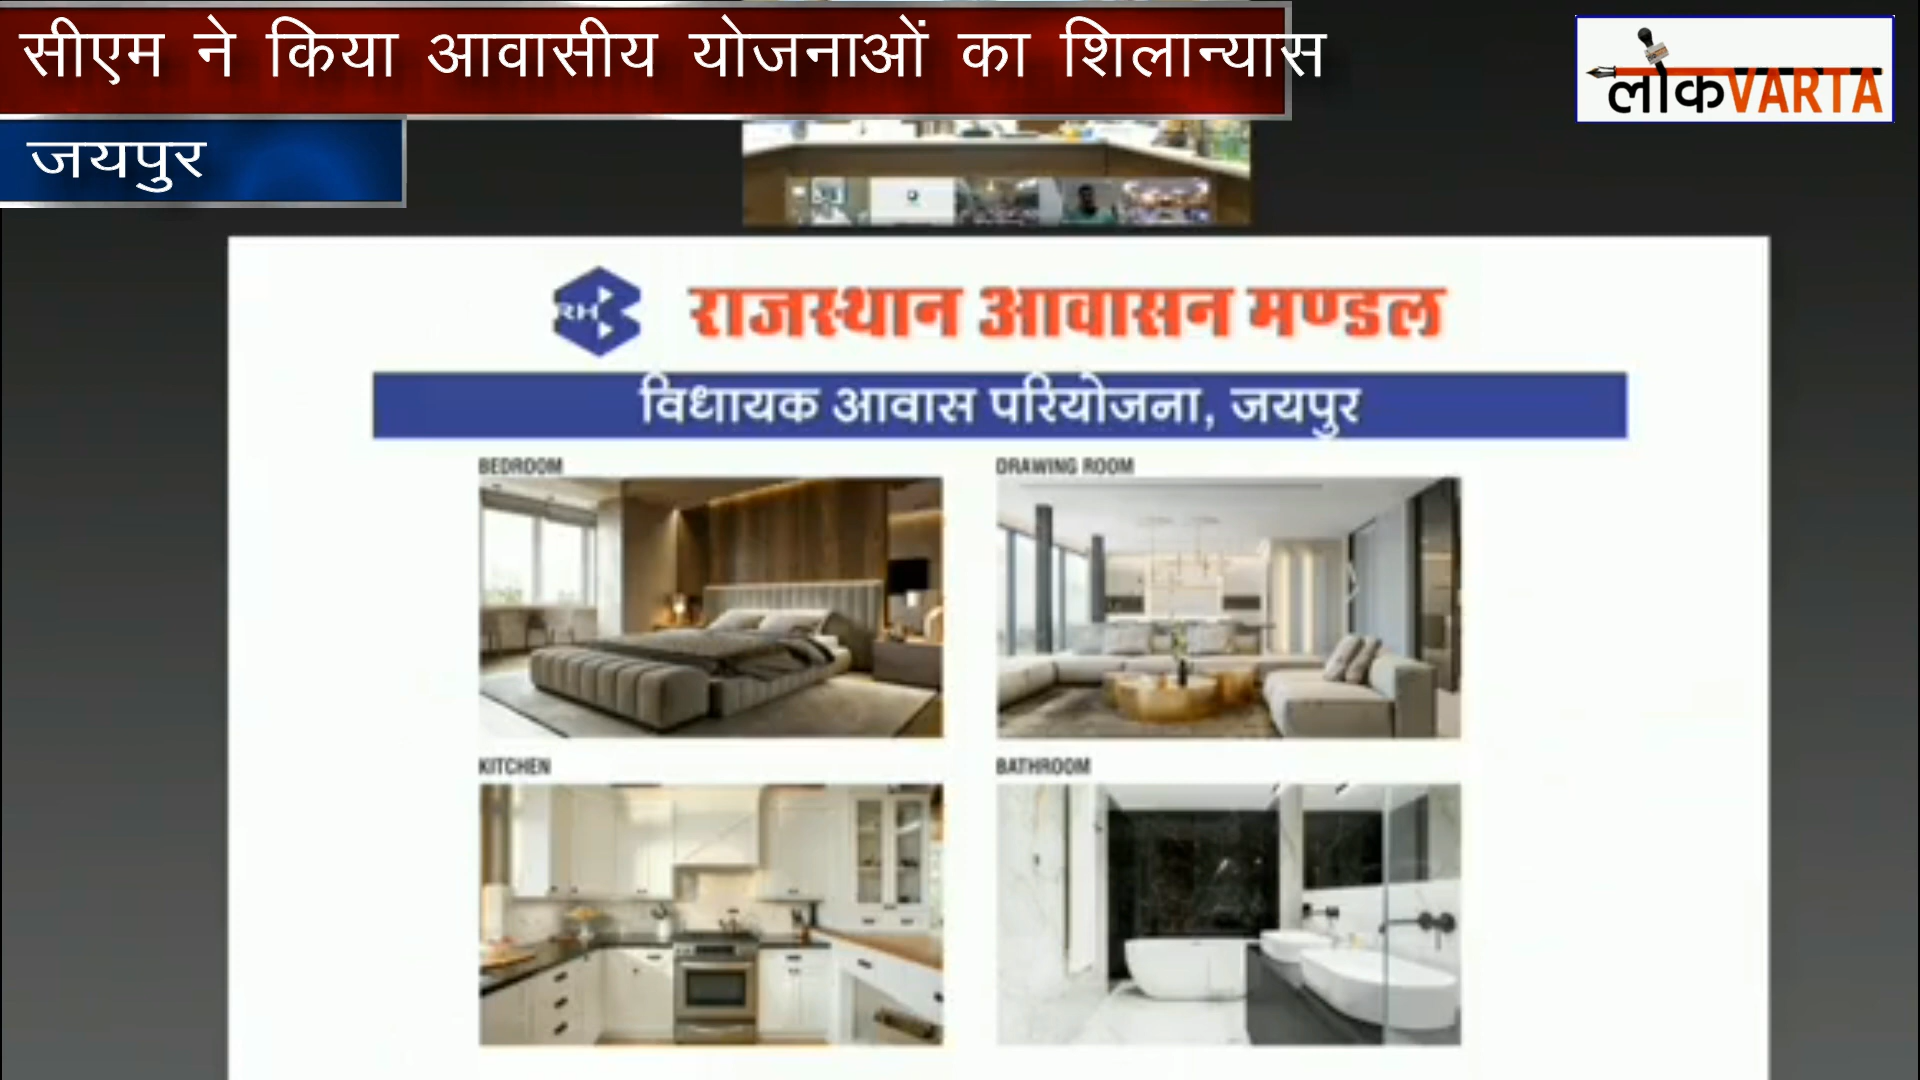 सीएम ने किया आवासीय योजनाओं का शिलान्यास
लोकVARTA
जयपुर
RHB
राजस्थान आवासन मण्डल
विधायक आवास परियोजना, जयपुर
BEDROOM
DRAWING ROOM
KITCHEN
BATHROOM